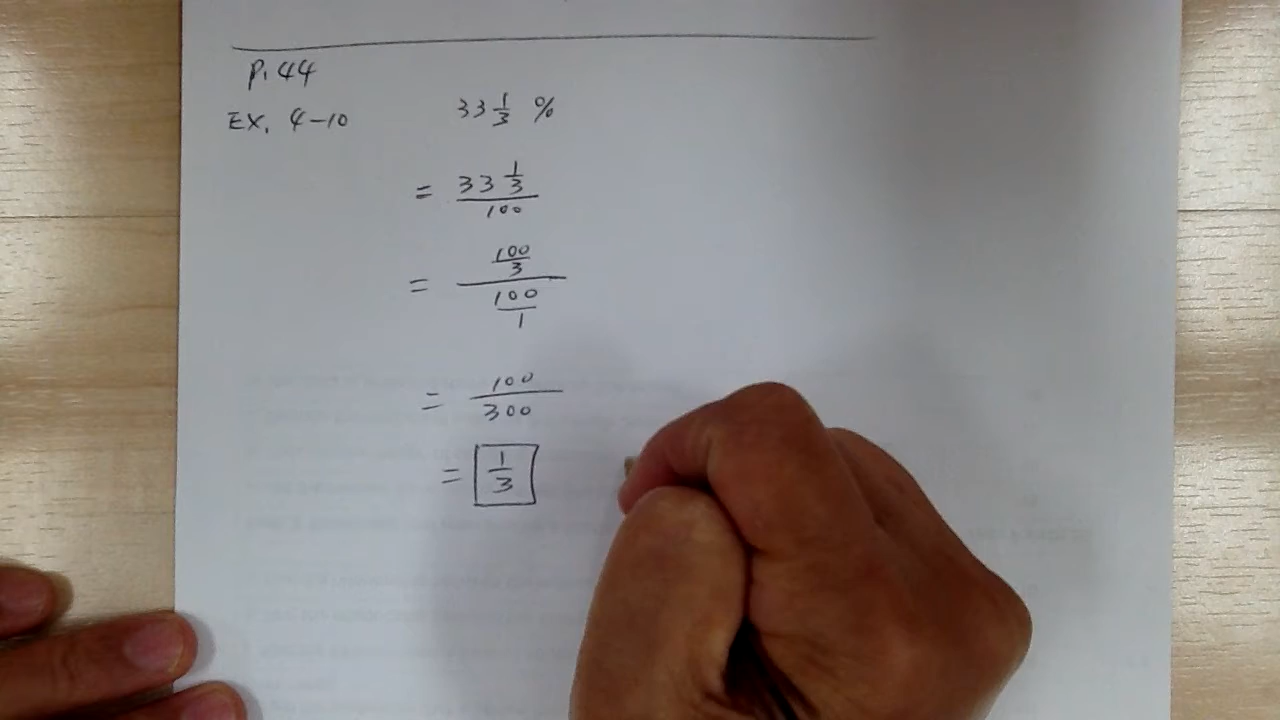 P. 44
EX. 4-10 33 1/3 %
= 33 1/3 / 100
= 100/3 / 100/1
= 100/300
= 1/3